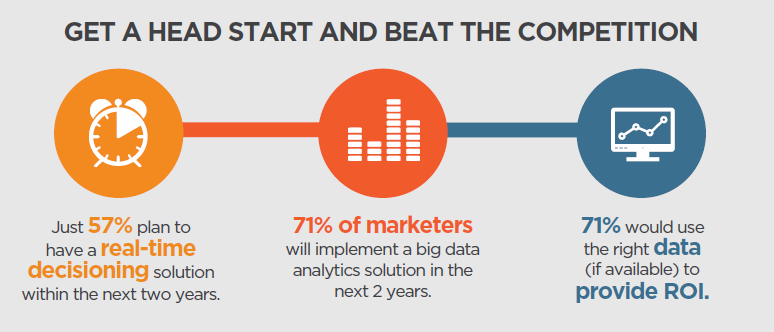 GET A HEAD START AND BEAT THE COMPETITION
Just 57% plan to
have a real-time
decisioning solution
within the next two years.
71% of marketers
will implement a big data
analytics solution in the
next 2 years.
71% would use
the right data
(if available) to
provide ROI.